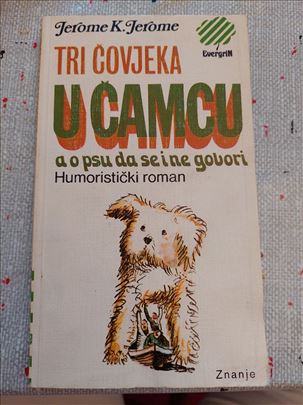 Jerome K. Jerome
EvergriN
TRI ČOVJEKA
U ČAMCU
a o psu da se i ne govori
Humoristički roman
Znanje